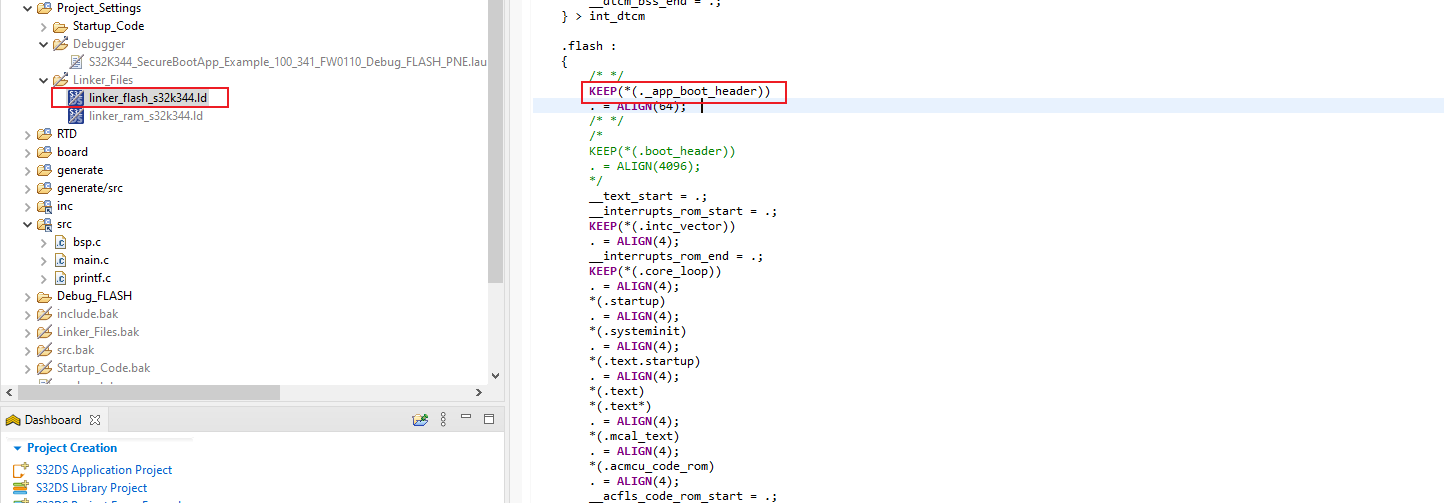 Project_Settings
Startup_Code
Debugger
S32K344_SecureBootApp_Example_100_341_FW0110_Debug_FLASH_PNE.lau
Linker_Files
linker_flash_s32k344.ld
linker_ram_s32k344.ld
RTD
board
generate
generate/src
inc
src
bsp.c
main.c
printf.c
Debug_FLASH
include.bak
Linker_Files.bak
src.bak
Startup_Code.bak
Dashboard
Project Creation
S32DS Application Project
S32DS Library Project
__dtcm_bss_end = .;
} > int_dtcm
.flash :
{
/* */
KEEP(*(._app_boot_header))
. = ALIGN(64);
/* */
/*
KEEP(*(.boot_header))
. = ALIGN(4096);
*/
__text_start = .;
__interrupts_rom_start = .;
KEEP(*(.intc_vector))
. = ALIGN(4);
__interrupts_rom_end = .;
KEEP(*(.core_loop))
. = ALIGN(4);
*(.startup)
. = ALIGN(4);
*(.systeminit)
. = ALIGN(4);
*(.text.startup)
. = ALIGN(4);
*(.text)
*(.text*)
. = ALIGN(4);
*(.mcal_text)
. = ALIGN(4);
*(.acmcu_code_rom)
. = ALIGN(4);
__acfls_code_rom_start = .;